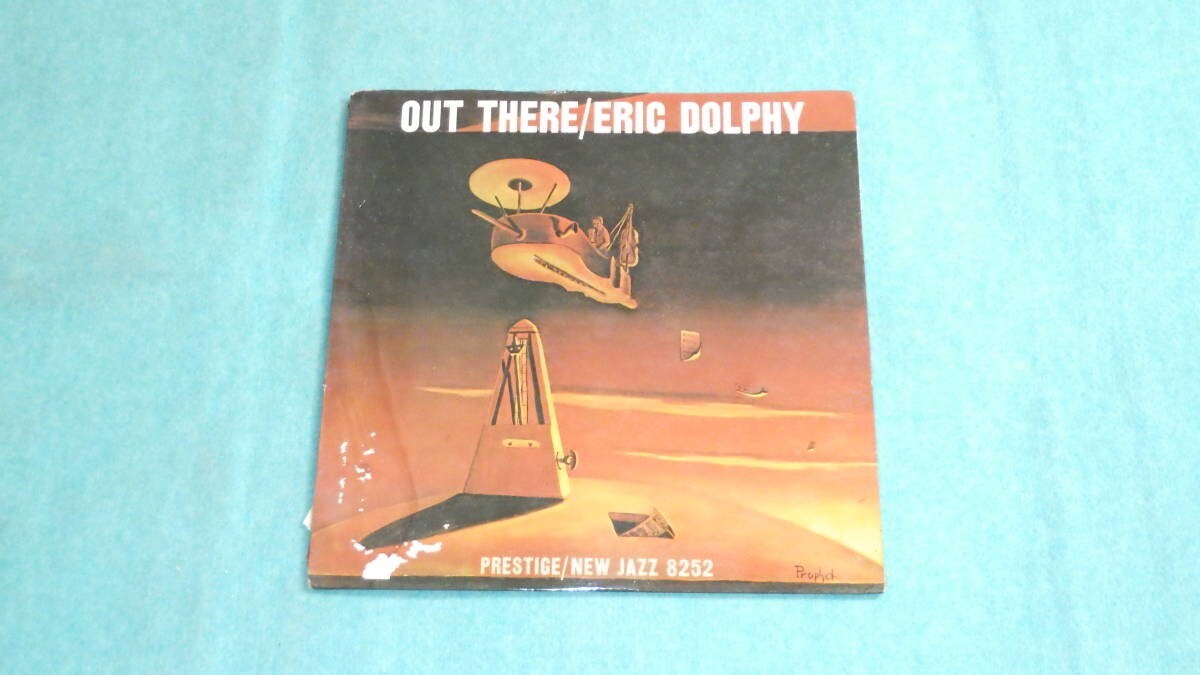 OUT THERE/ERIC DOLPHY
PRESTIGE/NEW JAZZ 8252
Prophet